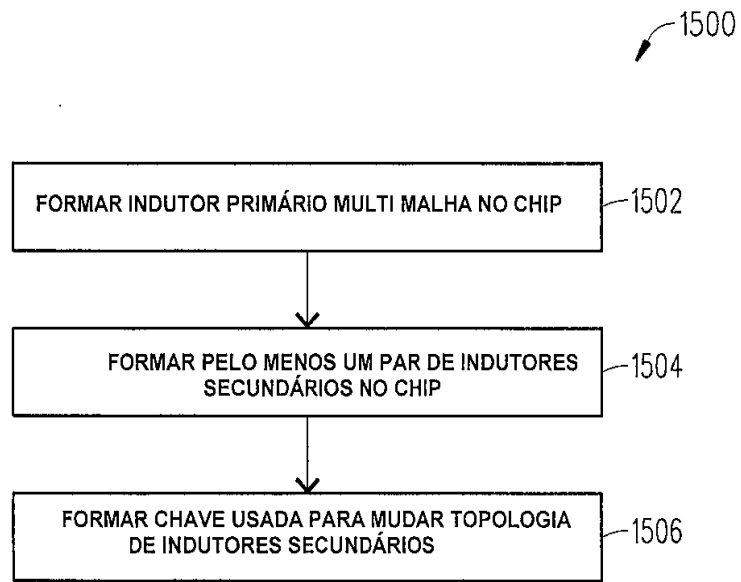 1500
FORMAR INDUTOR PRIMÁRIO MULTI MALHA NO CHIP
1502
FORMAR PELO MENOS UM PAR DE INDUTORES
SECUNDÁRIOS NO CHIP
1504
FORMAR CHAVE USADA PARA MUDAR TOPOLOGIA
DE INDUTORES SECUNDÁRIOS
1506